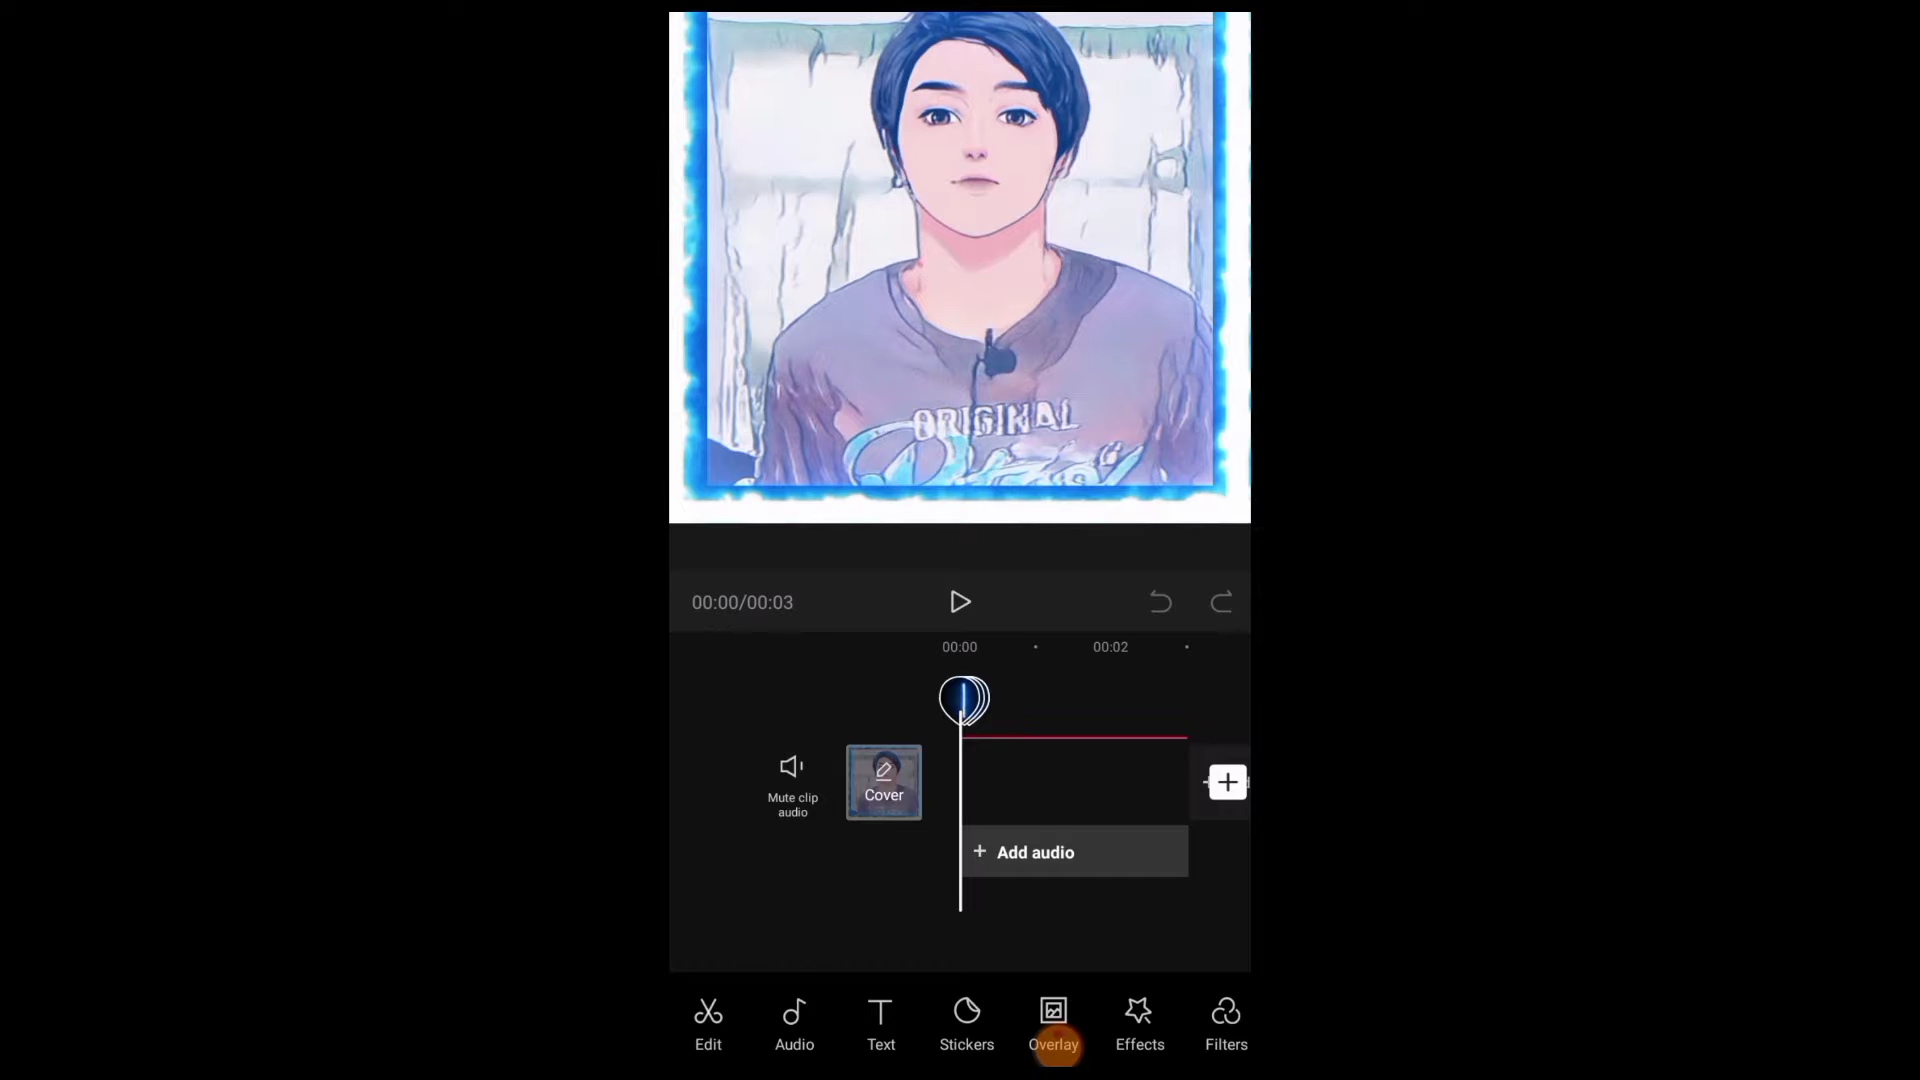 ORIGINAL
00:00/00:03
00:00
00:02
Mute clip
audio
Cover
+ Add audio
Edit
Audio
Text
Stickers
Overlay
Effects
Filters